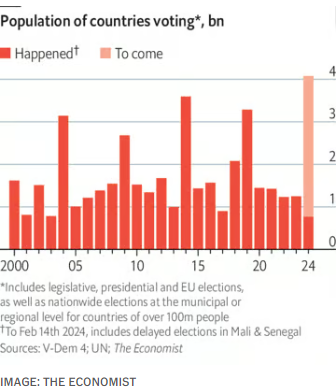 Population of countries voting*, bn
Happened†
To come
4
3
2
1
0
2000 05 10 15 20 24
*Includes legislative, presidential and EU elections,
as well as nationwide elections at the municipal or
regional level for countries of over 100m people
†To Feb 14th 2024, includes delayed elections in Mali & Senegal
Sources: V-Dem 4; UN; The Economist
IMAGE: THE ECONOMIST